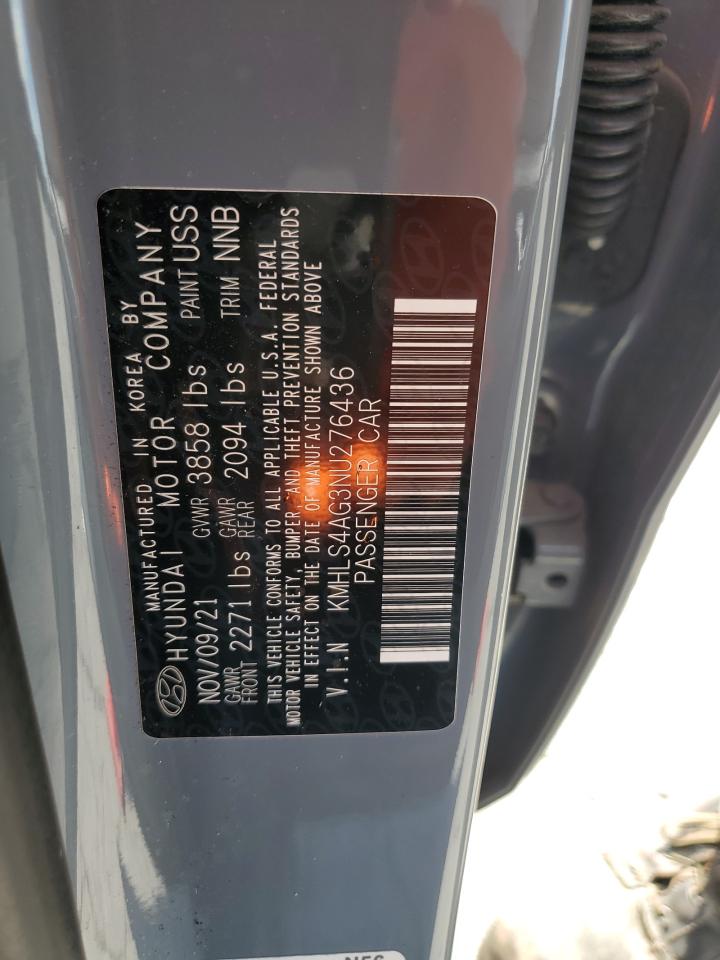 MANUFACTURED IN KOREA BY
HYUNDAI MOTOR COMPANY
NOV/09/21 GVWR 3858 lbs PAINT USS
GAWR FRONT 2271 lbs GAWR REAR 2094 lbs TRIM NNB
THIS VEHICLE CONFORMS TO ALL APPLICABLE U.S.A. FEDERAL
MOTOR VEHICLE SAFETY, BUMPER, AND THEFT PREVENTION STANDARDS
IN EFFECT ON THE DATE OF MANUFACTURE SHOWN ABOVE
V.I.N KMHLS4AG3NU276436
PASSENGER CAR